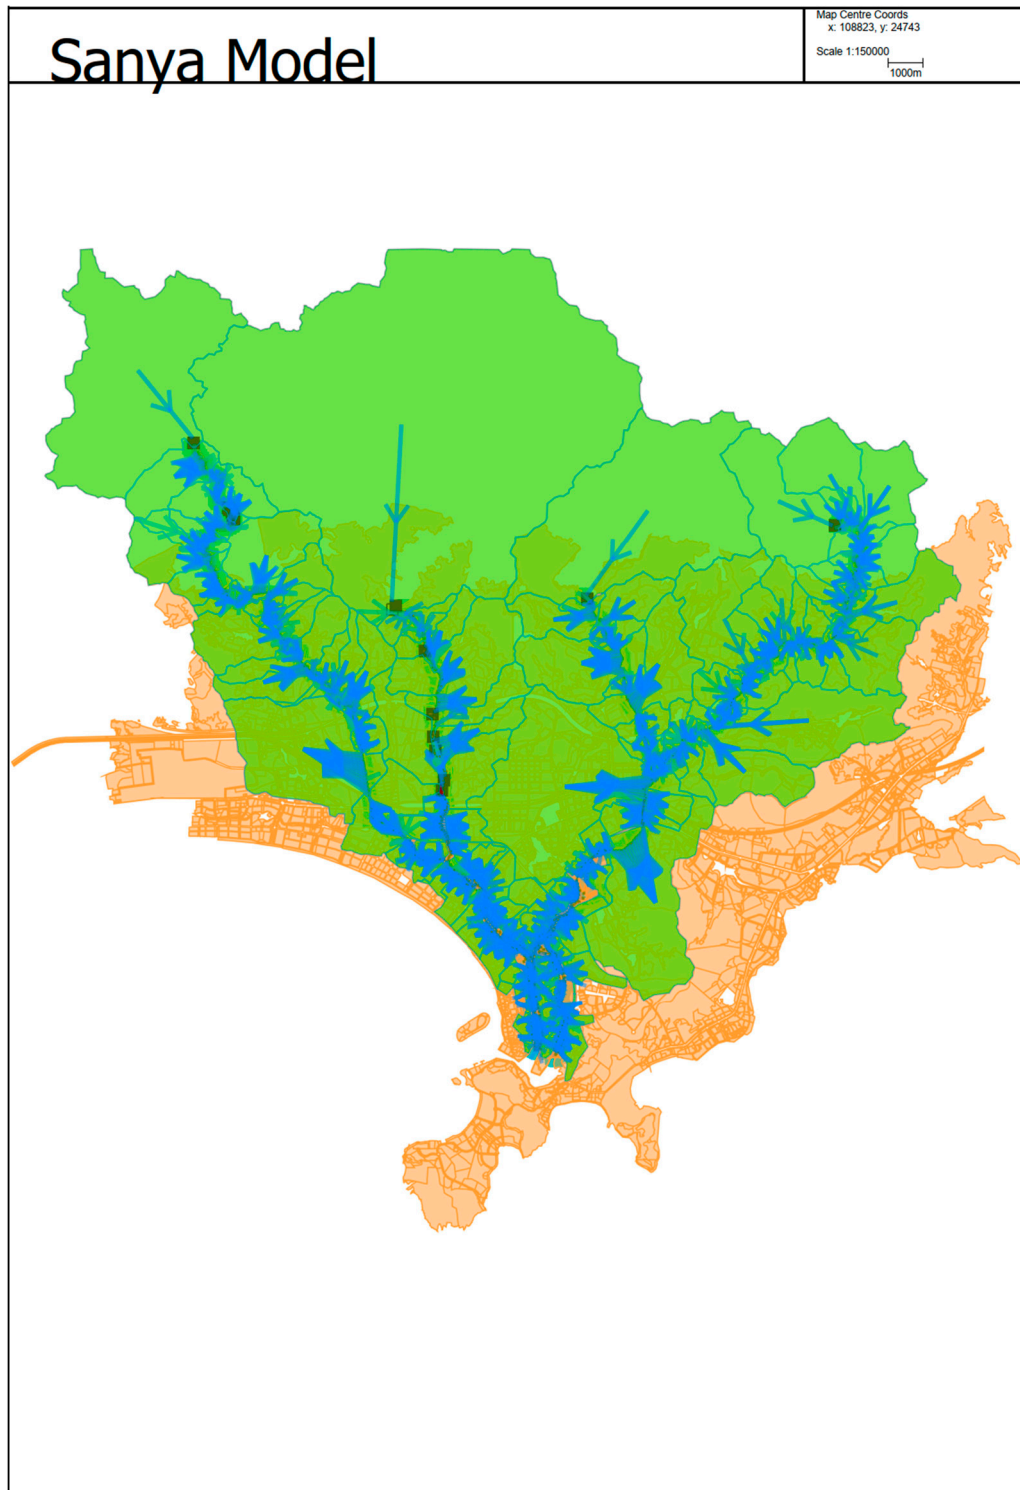 Sanya Model
Map Centre Coords
x: 108823, y: 24743
Scale 1:150000
1000m